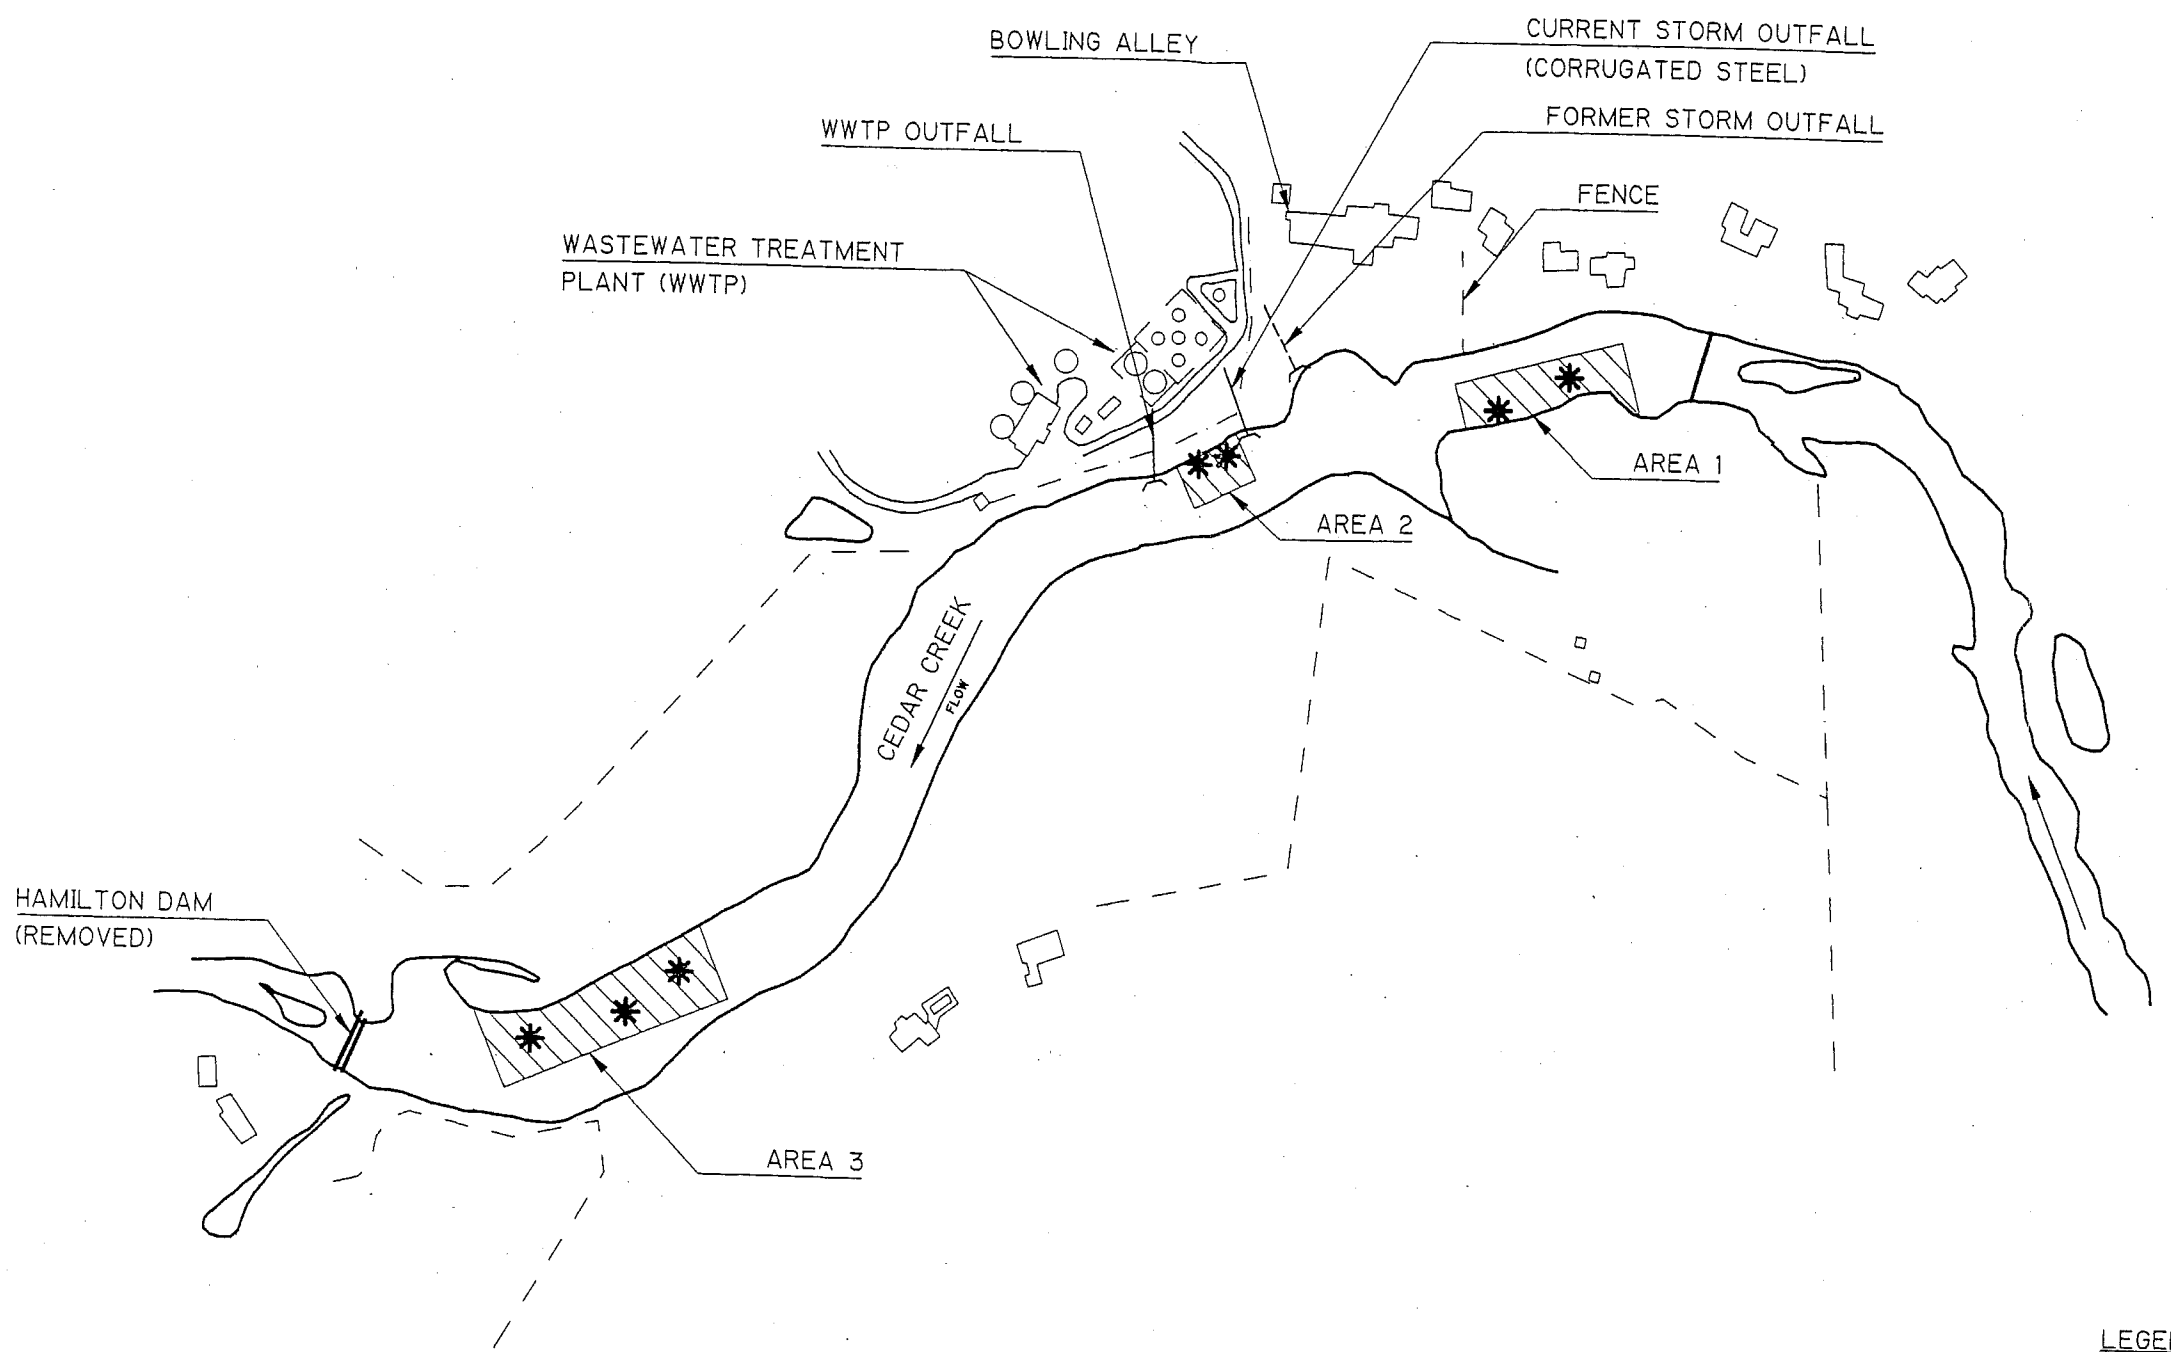 BOWLING ALLEY
CURRENT STORM OUTFALL
(CORRUGATED STEEL)
FORMER STORM OUTFALL
WWTP OUTFALL
FENCE
WASTEWATER TREATMENT
PLANT (WWTP)
AREA 1
AREA 2
CEDAR CREEK
FLOW
HAMILTON DAM
(REMOVED)
AREA 3